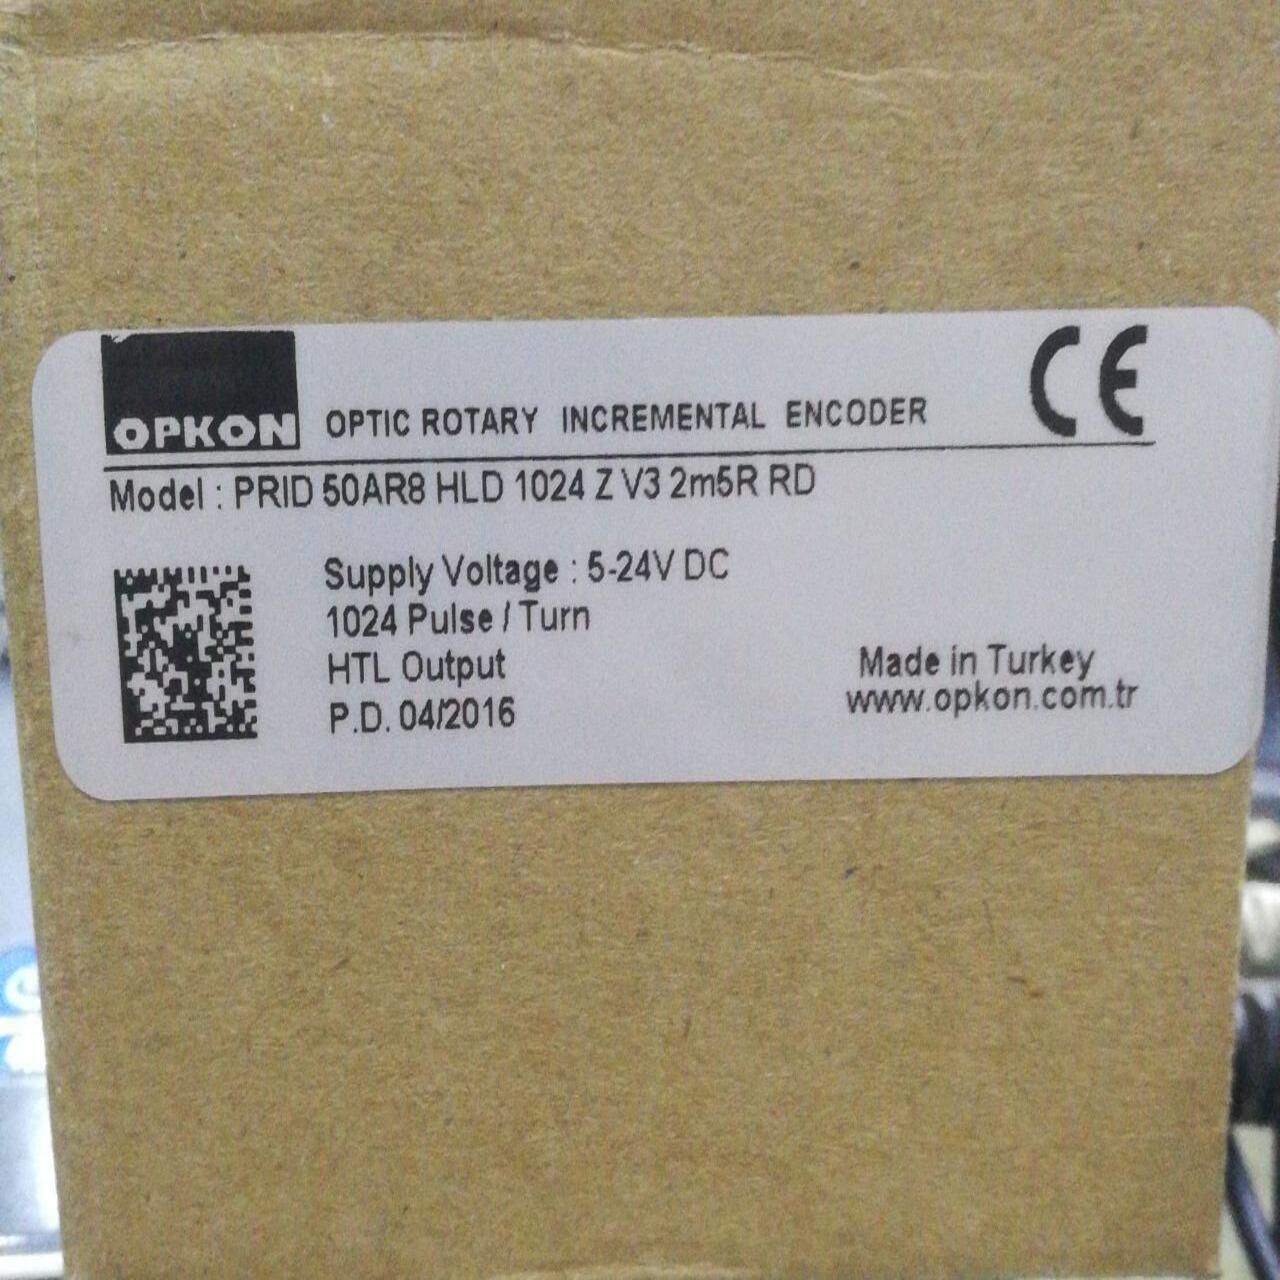 OPKON OPTIC ROTARY INCREMENTAL ENCODER CE
Model : PRID 50AR8 HLD 1024 Z V3 2m5R RD
Supply Voltage : 5-24V DC
1024 Pulse / Turn
HTL Output
P.D. 04/2016
Made in Turkey
www.opkon.com.tr